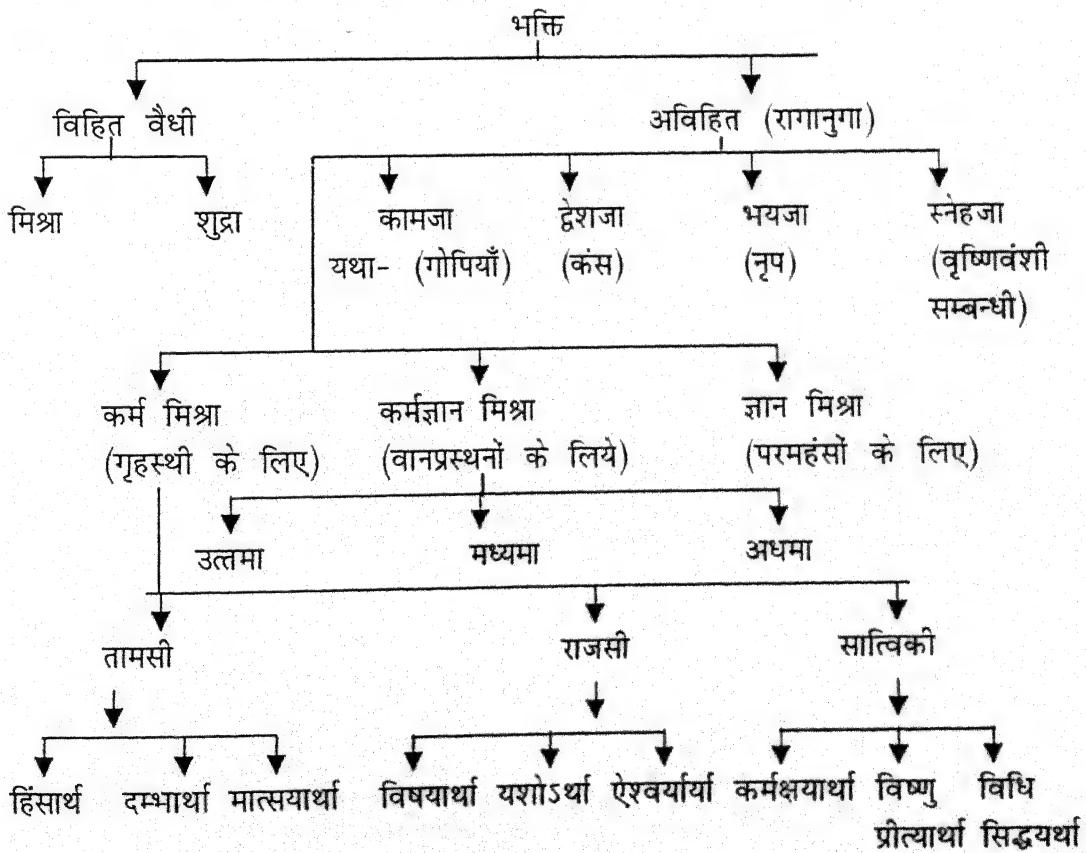 भक्ति
विहित वैधी अविहित (रागानुगा)
मिश्रा शुद्रा कामजा द्वेशजा भयजा स्नेहजा
यथा- (गोपियाँ) (कंस) (नृप) (वृष्णिवंशी
सम्बन्धी)
कर्म मिश्रा कर्मज्ञान मिश्रा ज्ञान मिश्रा
(गृहस्थी के लिए) (वानप्रस्थनों के लिये) (परमहंसों के लिए)
उत्तमा मध्यमा अधमा
तामसी राजसी सात्विकी
हिंसार्थ दम्भार्था मात्सयार्था विषयार्था यशोऽर्था ऐश्वर्यार्या कर्मक्षयार्था विष्णु विधि
प्रीत्यार्था सिद्धयर्था